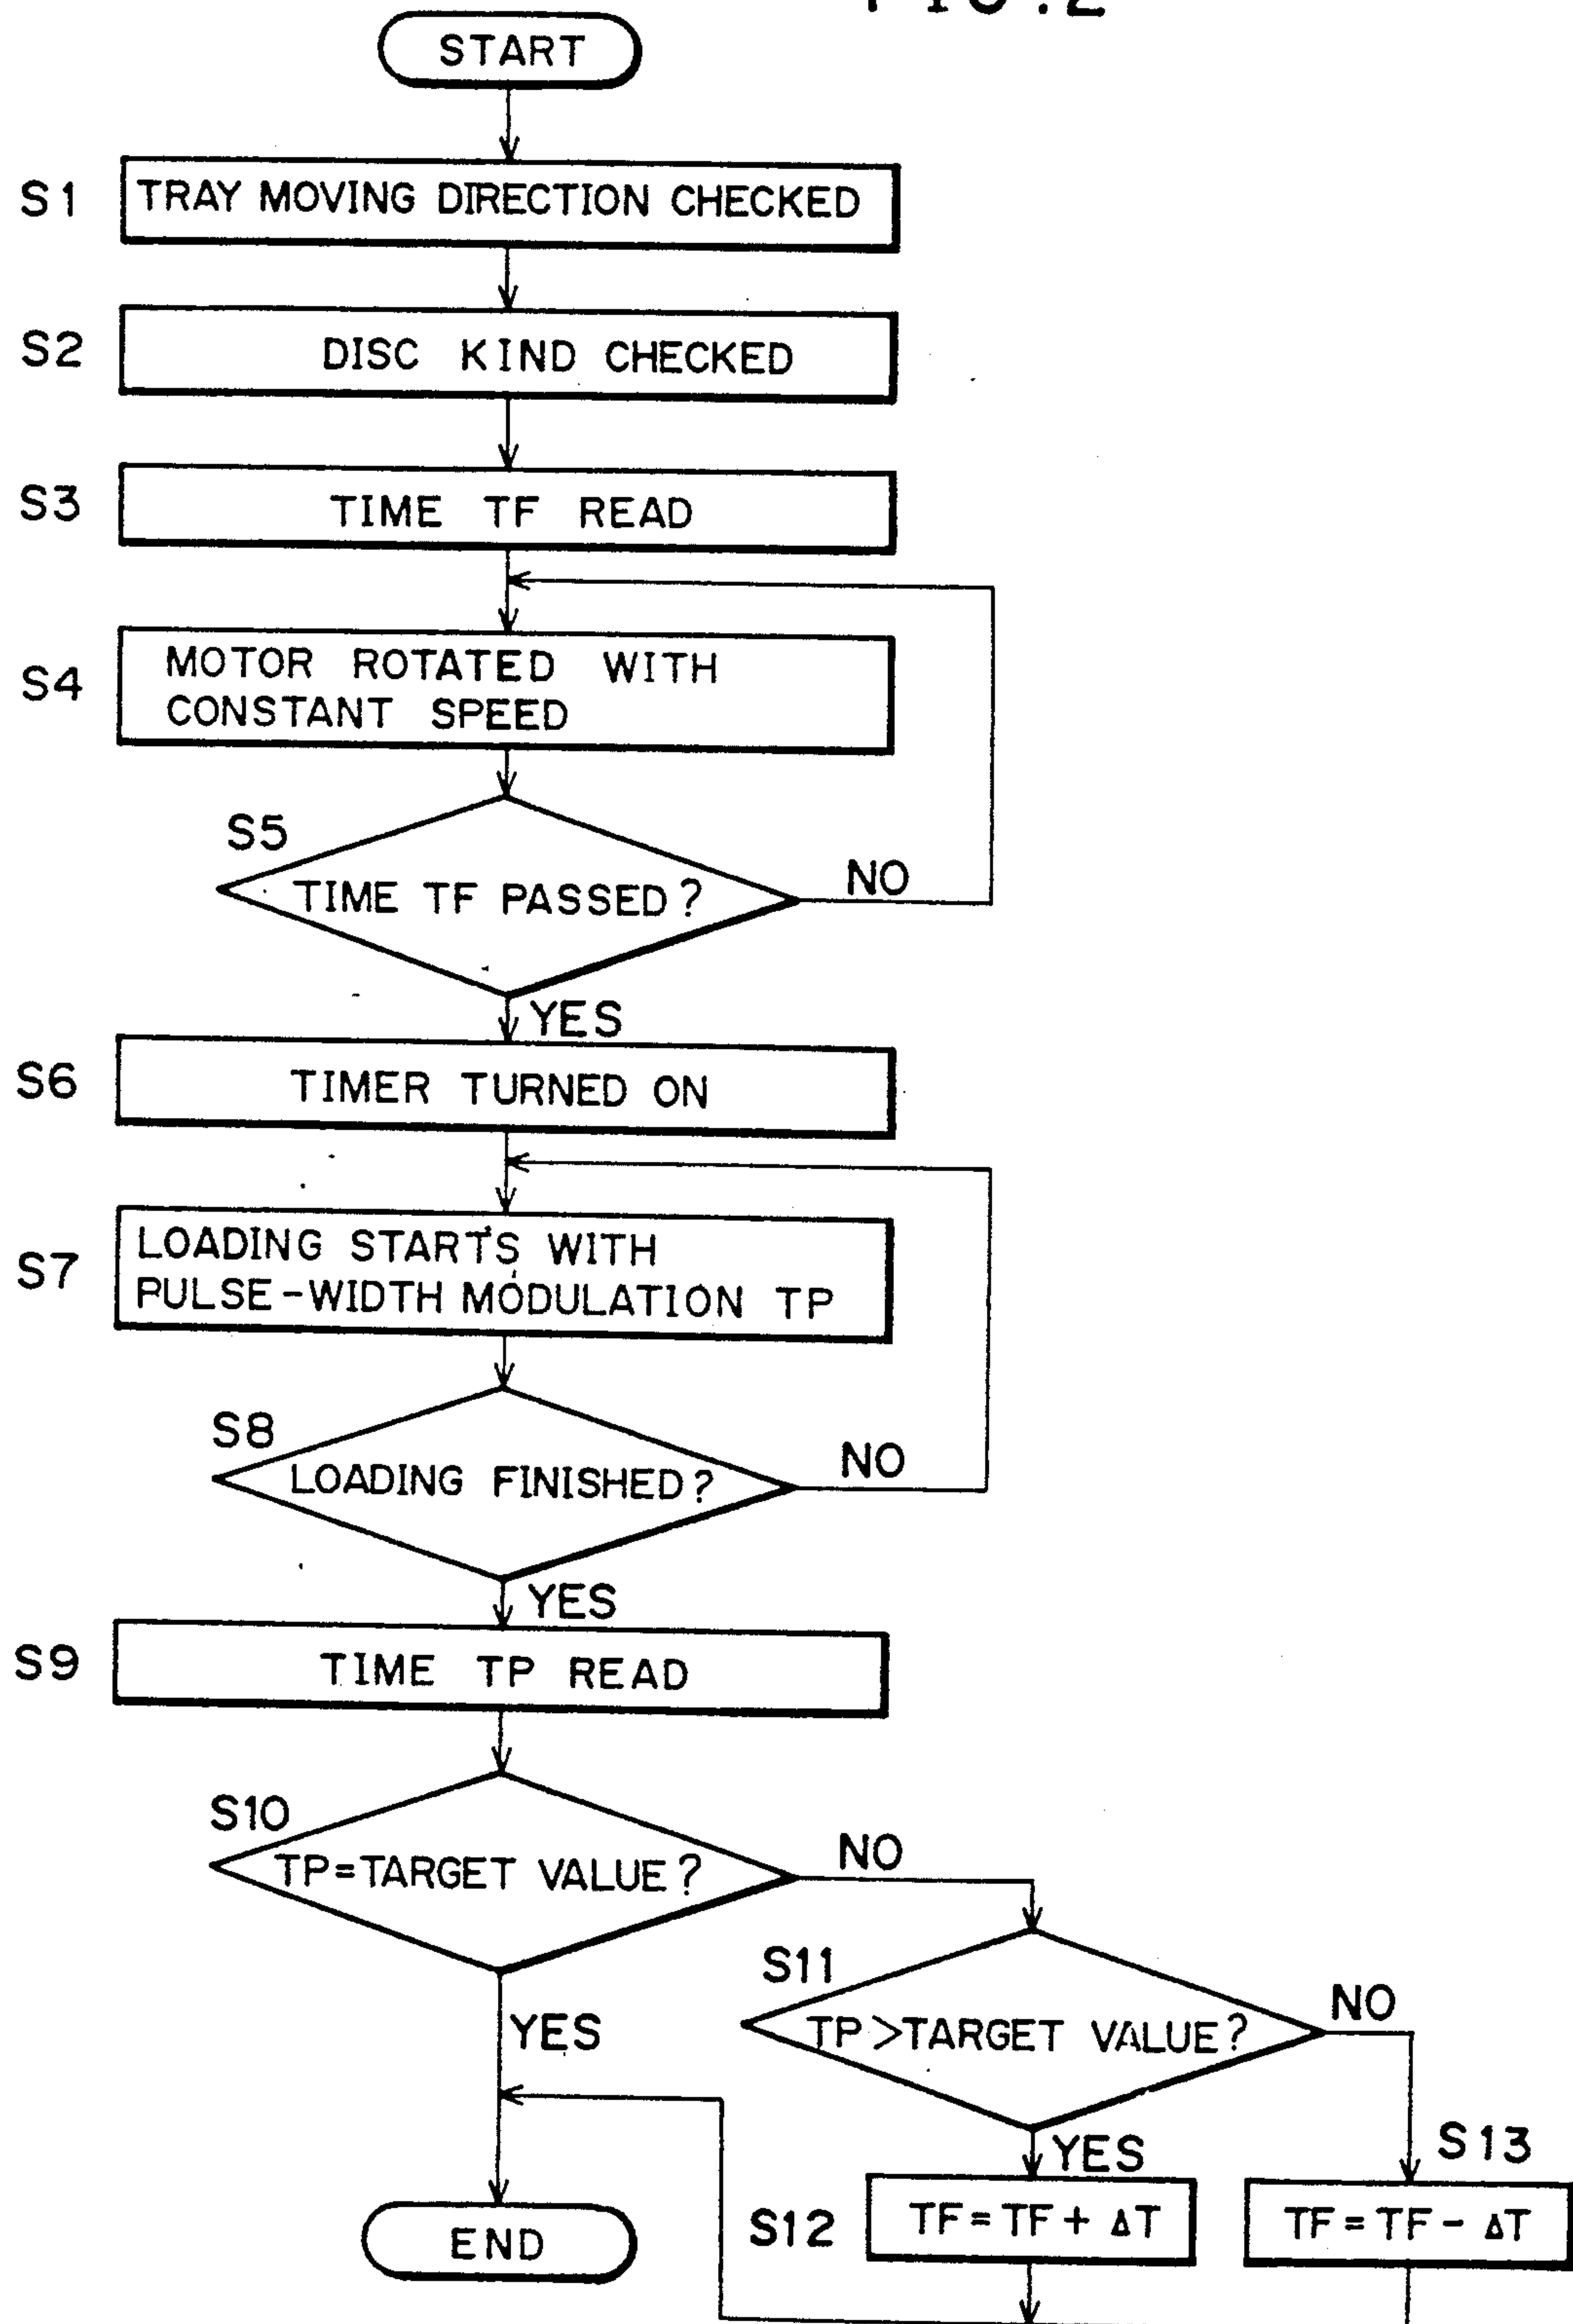 FIG.2
START
S1
TRAY MOVING DIRECTION CHECKED
S2
DISC KIND CHECKED
S3
TIME TF READ
S4
MOTOR ROTATED WITH
CONSTANT SPEED
S5
TIME TF PASSED?
NO
YES
S6
TIMER TURNED ON
S7
LOADING STARTS WITH
PULSE-WIDTH MODULATION TP
S8
LOADING FINISHED?
NO
YES
S9
TIME TP READ
S10
TP=TARGET VALUE?
NO
YES
S11
TP>TARGET VALUE?
NO
YES
S12
TF=TF+ΔT
S13
TF=TF-ΔT
END